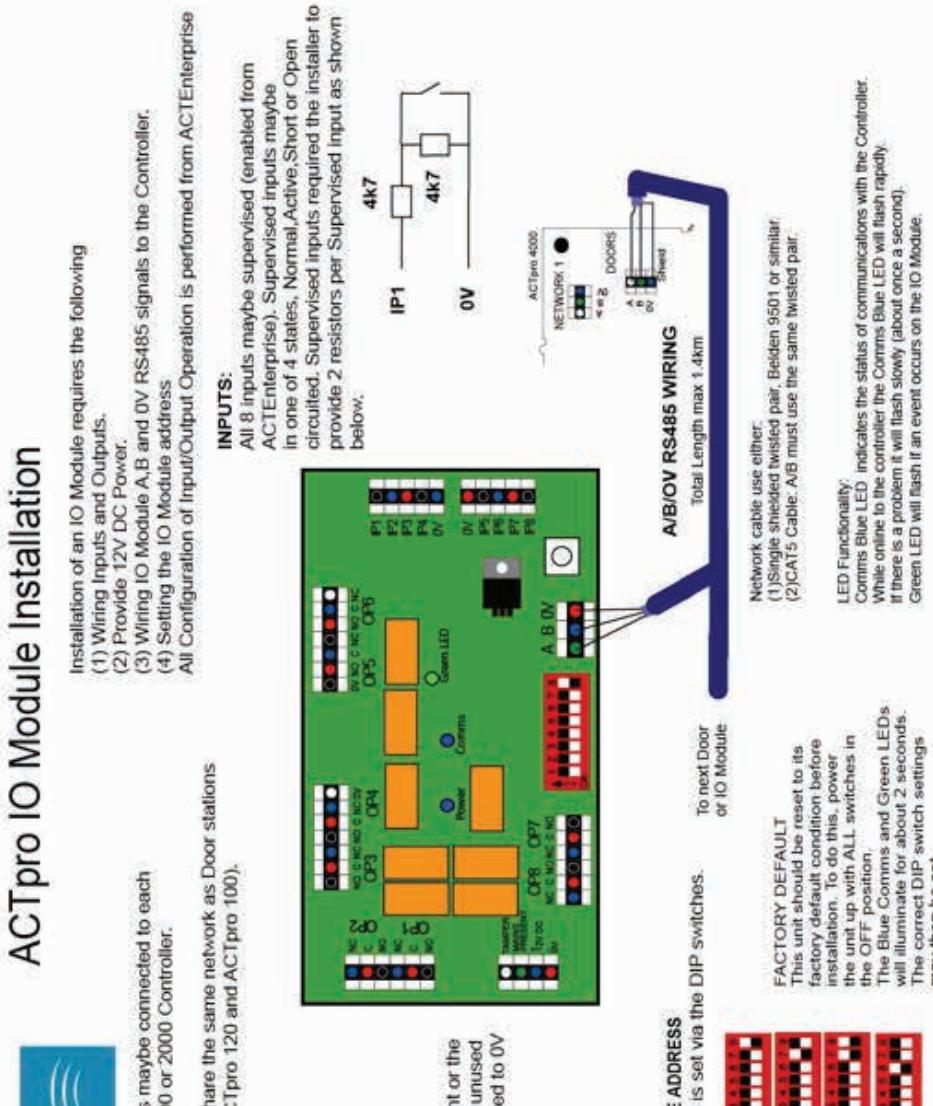 ACTpro IO Module Installation
Installation of an IO Module requires the following
(1) Wiring Inputs and Outputs.
(2) Provide 12V DC Power.
(3) Wiring IO Module A,B and 0V RS485 signals to the Controller.
(4) Setting the IO Module address
All Configuration of Input/Output Operation is performed from ACTEnterprise
maybe connected to each
or 2000 Controller.
the same network as Door stations
120 and ACTpro 100).
INPUTS:
All 8 inputs maybe supervised (enabled from
ACTEnterprise). Supervised inputs maybe
in one of 4 states, Normal,Active,Short or Open
circuited. Supervised inputs required the installer to
provide 2 resistors per Supervised input as shown
below.
IP1
4k7
4k7
0V
NO C NC NO C NC 0V
OP3 OP4
0V NO C NC NO C NC
OP5 OP6
OP2
NC
C
NO
NC
C
NO
OP1
IP1
IP2
IP3
IP4
0V
0V
IP5
IP6
IP7
IP8
Power
Comms
Green LED
TAMPER
MAINS
PRESENT
12V DC
0V
NC C NO NC C NO
OP8 OP7
A B 0V
or the
unused
to 0V
ACTpro 4000
NETWORK 1
DOORS
A
B
0V
Shield
A/B/OV RS485 WIRING
Total Length max 1.4km
To next Door
or IO Module
ADDRESS
is set via the DIP switches.
Network cable use either:
(1)Single shielded twisted pair, Belden 9501 or similar.
(2)CAT5 Cable: A/B must use the same twisted pair.
FACTORY DEFAULT
This unit should be reset to its
factory default condition before
installation. To do this, power
the unit up with ALL switches in
the OFF position.
The Blue Comms and Green LEDs
will illuminate for about 2 seconds.
The correct DIP switch settings
LED Functionality:
Comms Blue LED indicates the status of communications with the Controller.
While online to the controller the Comms Blue LED will flash rapidly.
If there is a problem it will flash slowly (about once a second).
Green LED will flash if an event occurs on the IO Module.